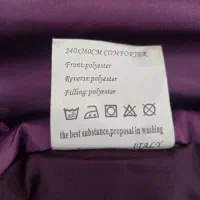 240x260CM COMFORTER
Front:polyester
Reverse:polyester
Filling:polyester
the best substance,proposal in washing
ITALY